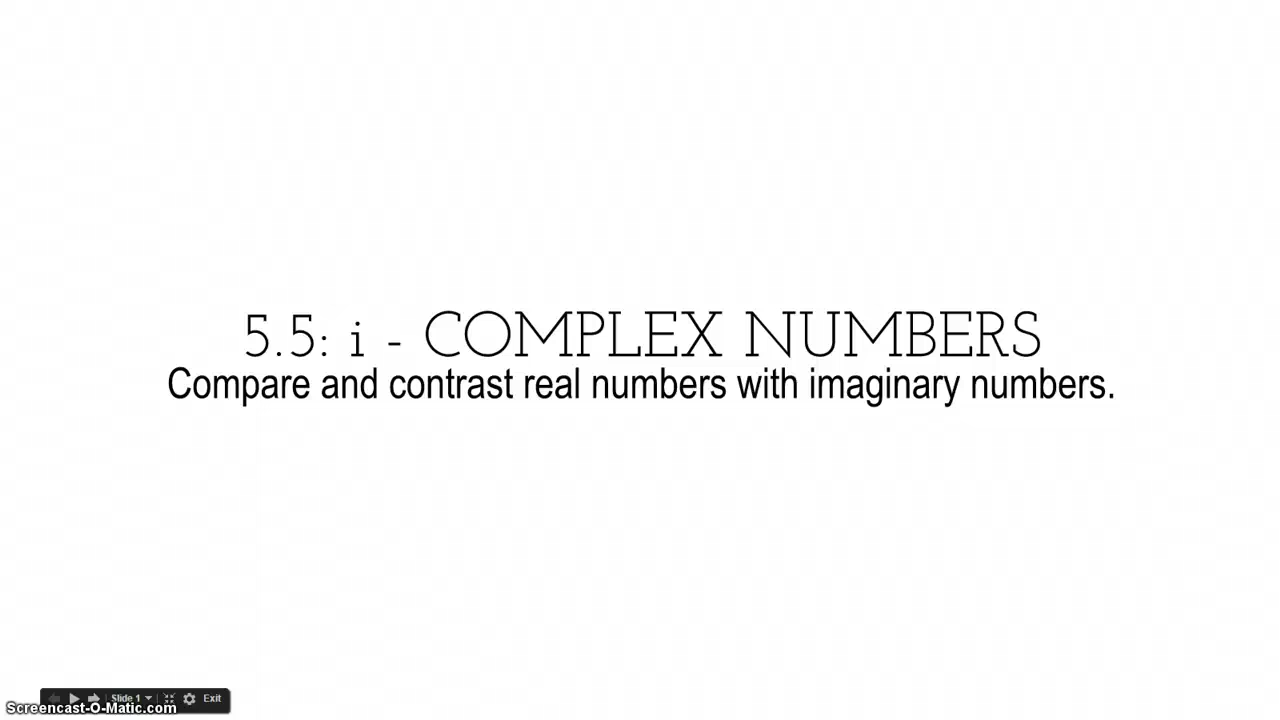 5.5: i - COMPLEX NUMBERS
Compare and contrast real numbers with imaginary numbers.
Slide 1 Exit
Screencast-O-Matic.com